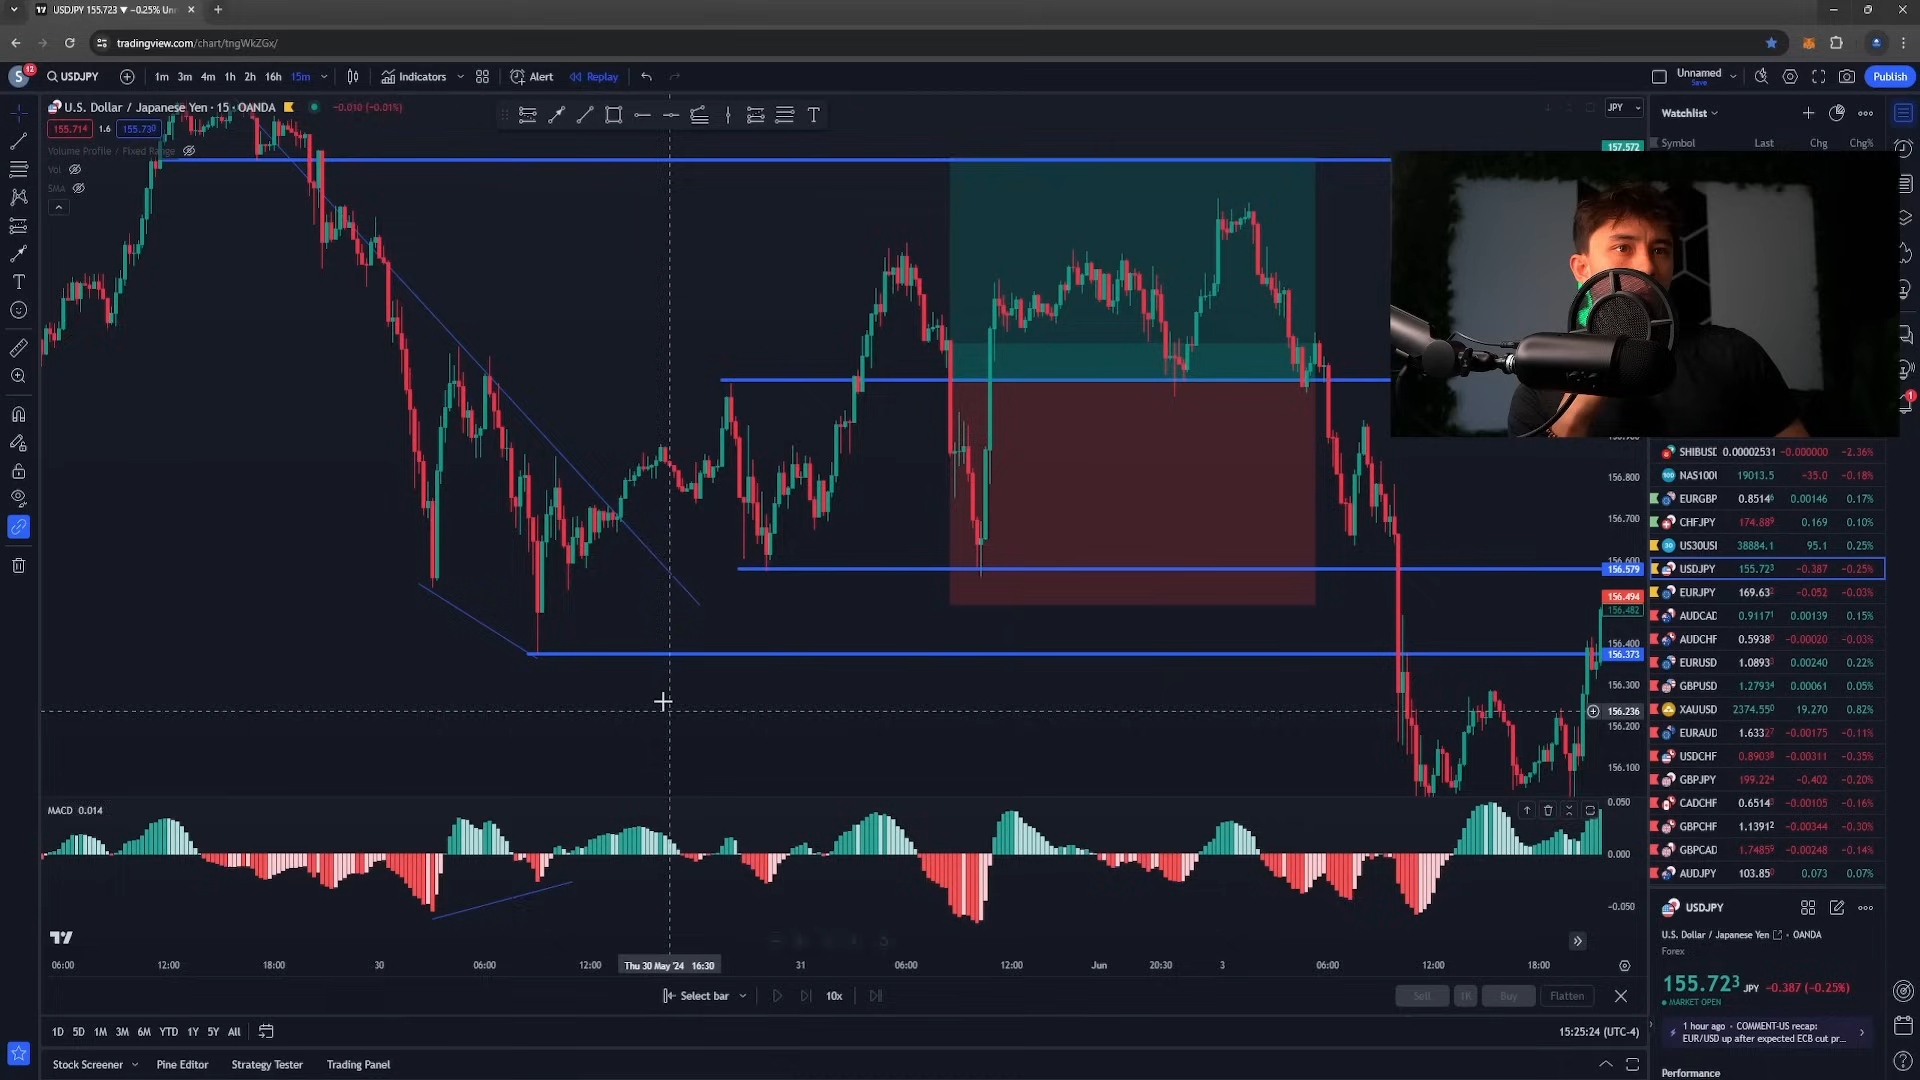 USDJPY 155.723 ▼ −0.25% Unn
tradingview.com/chart/tngWkZGx/
S
12
USDJPY
1m 3m 4m 1h 2h 16h 15m
Indicators
Alert
Replay
Unnamed
Save
Publish
U.S. Dollar / Japanese Yen · 15 · OANDA
−0.010 (−0.01%)
155.714 1.6 155.730
Volume Profile / Fixed Range
Vol
SMA
JPY
157.572
156.800
156.700
156.579
156.494
156.482
156.400
156.373
156.300
156.236
156.200
156.100
MACD 0.014
0.050
0.000
−0.050
06:00 12:00 18:00 30 06:00 12:00 Thu 30 May '24 16:30 31 06:00 12:00 Jun 20:30 3 06:00 12:00 18:00
Select bar
10x
Sell 1K Buy Flatten
1D 5D 1M 3M 6M YTD 1Y 5Y All
15:25:24 (UTC-4)
Stock Screener Pine Editor Strategy Tester Trading Panel
Watchlist
Symbol Last Chg Chg%
SHIBUSD 0.00002531 −0.000000 −2.36%
NAS100U 19013.5 −35.0 −0.18%
EURGBP 0.85146 0.00146 0.17%
CHFJPY 174.889 0.169 0.10%
US30USD 38884.1 95.1 0.25%
USDJPY 155.723 −0.387 −0.25%
EURJPY 169.632 −0.052 −0.03%
AUDCAD 0.91171 0.00139 0.15%
AUDCHF 0.5938 −0.00020 −0.03%
EURUSD 1.0893 0.00240 0.22%
GBPUSD 1.27934 0.00061 0.05%
XAUUSD 2374.550 19.270 0.82%
EURAUD 1.63327 −0.00175 −0.11%
USDCHF 0.8903 −0.00311 −0.35%
GBPJPY 199.224 −0.402 −0.20%
CADCHF 0.6514 −0.00105 −0.16%
GBPCHF 1.13912 −0.00344 −0.30%
GBPCAD 1.7485 −0.00248 −0.14%
AUDJPY 103.85 0.073 0.07%
USDJPY
U.S. Dollar / Japanese Yen · OANDA
Forex
155.723 JPY −0.387 (−0.25%)
MARKET OPEN
1 hour ago · COMMENT-US recap:
EUR/USD up after expected ECB cut pr...
Performance